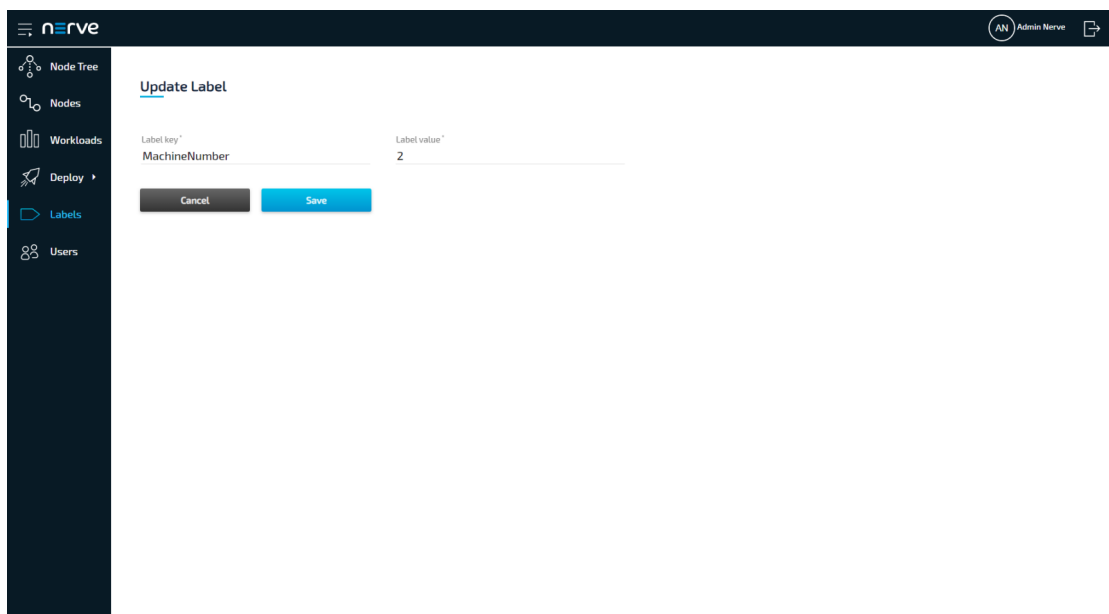 nerve
AN Admin Nerve
Node Tree
Nodes
Workloads
Deploy
Labels
Users
Update Label
Label key* Label value*
MachineNumber 2
Cancel Save